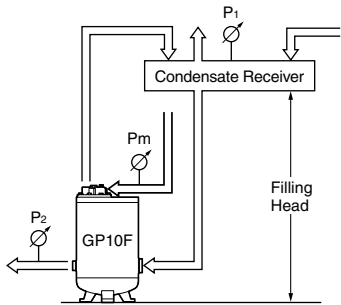 P1
Condensate Receiver
Pm
Filling
Head
P2
GP10F